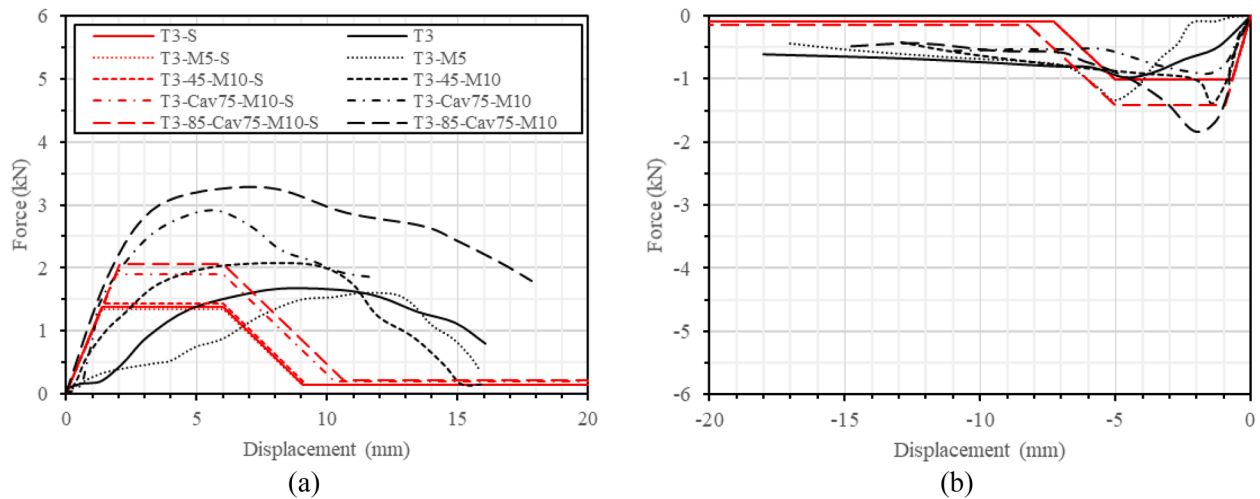 6
5
4
3
2
1
0
Force (kN)
T3-S T3
T3-M5-S T3-M5
T3-45-M10-S T3-45-M10
T3-Cav75-M10-S T3-Cav75-M10
T3-85-Cav75-M10-S T3-85-Cav75-M10
0 5 10 15 20
Displacement (mm)
(a)
0
-1
-2
-3
-4
-5
-6
Force (kN)
-20 -15 -10 -5 0
Displacement (mm)
(b)